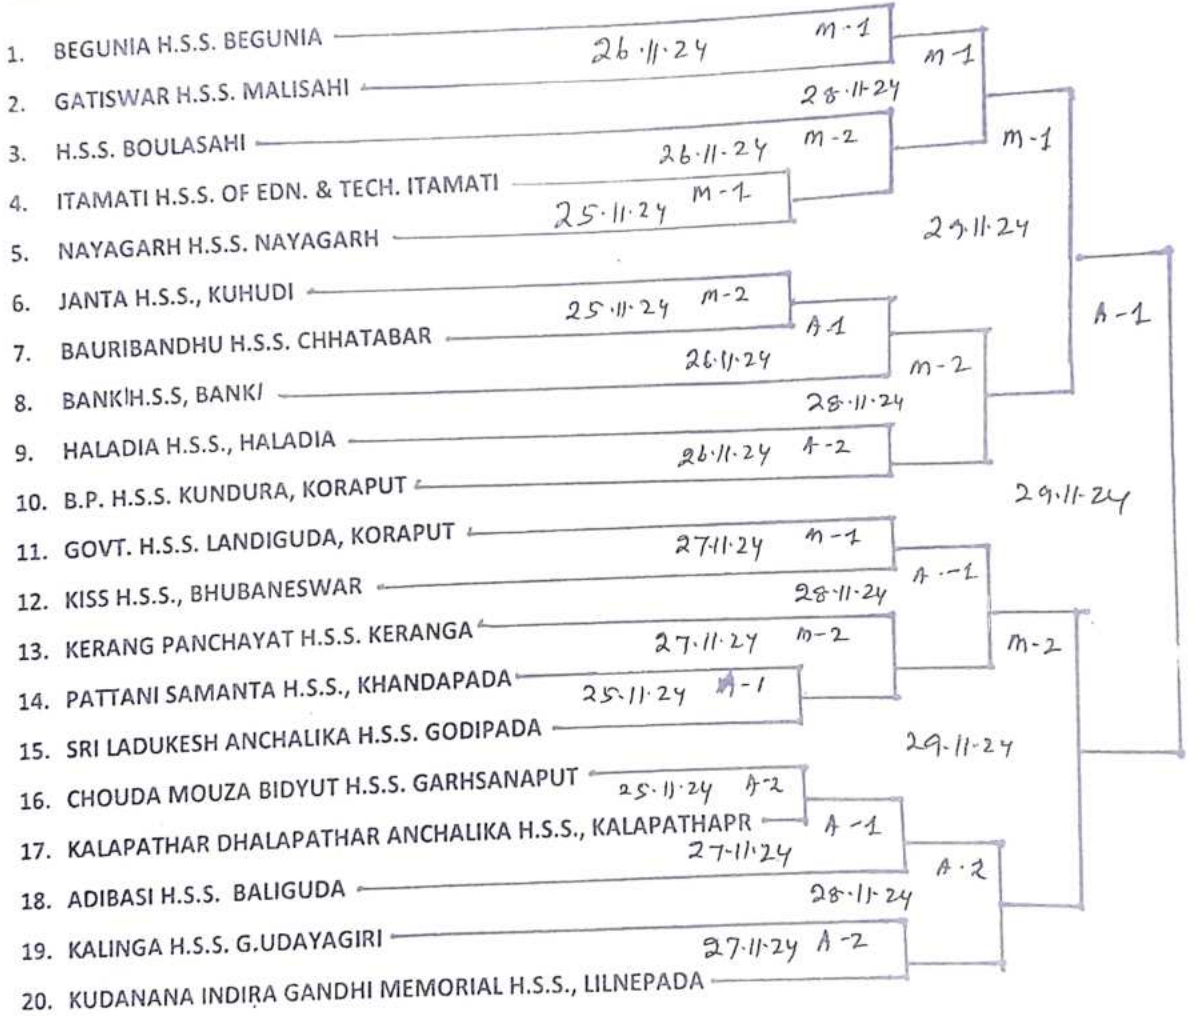 1. BEGUNIA H.S.S. BEGUNIA
26.11.24 M-1
M-1
2. GATISWAR H.S.S. MALISAHI
28.11.24
3. H.S.S. BOULASAHI
26.11.24 M-2
M-1
4. ITAMATI H.S.S. OF EDN. & TECH. ITAMATI
25.11.24 M-1
5. NAYAGARH H.S.S. NAYAGARH
29.11.24
6. JANTA H.S.S., KUHUDI
25.11.24 M-2
A-1
A-1
7. BAURIBANDHU H.S.S. CHHATABAR
26.11.24
M-2
8. BANKIH.S.S, BANKI
28.11.24
9. HALADIA H.S.S., HALADIA
26.11.24 A-2
10. B.P. H.S.S. KUNDURA, KORAPUT
29.11.24
11. GOVT. H.S.S. LANDIGUDA, KORAPUT
27.11.24 M-1
A-1
12. KISS H.S.S., BHUBANESWAR
28.11.24
13. KERANG PANCHAYAT H.S.S. KERANGA
27.11.24 M-2
M-2
14. PATTANI SAMANTA H.S.S., KHANDAPADA
25.11.24 A-1
15. SRI LADUKESH ANCHALIKA H.S.S. GODIPADA
29.11.24
16. CHOUDA MOUZA BIDYUT H.S.S. GARHSANAPUT
25.11.24 A-2
17. KALAPATHAR DHALAPATHAR ANCHALIKA H.S.S., KALAPATHAPR
A-1
27.11.24
A-2
18. ADIBASI H.S.S. BALIGUDA
28.11.24
19. KALINGA H.S.S. G.UDAYAGIRI
27.11.24 A-2
20. KUDANANA INDIRA GANDHI MEMORIAL H.S.S., LILNEPADA